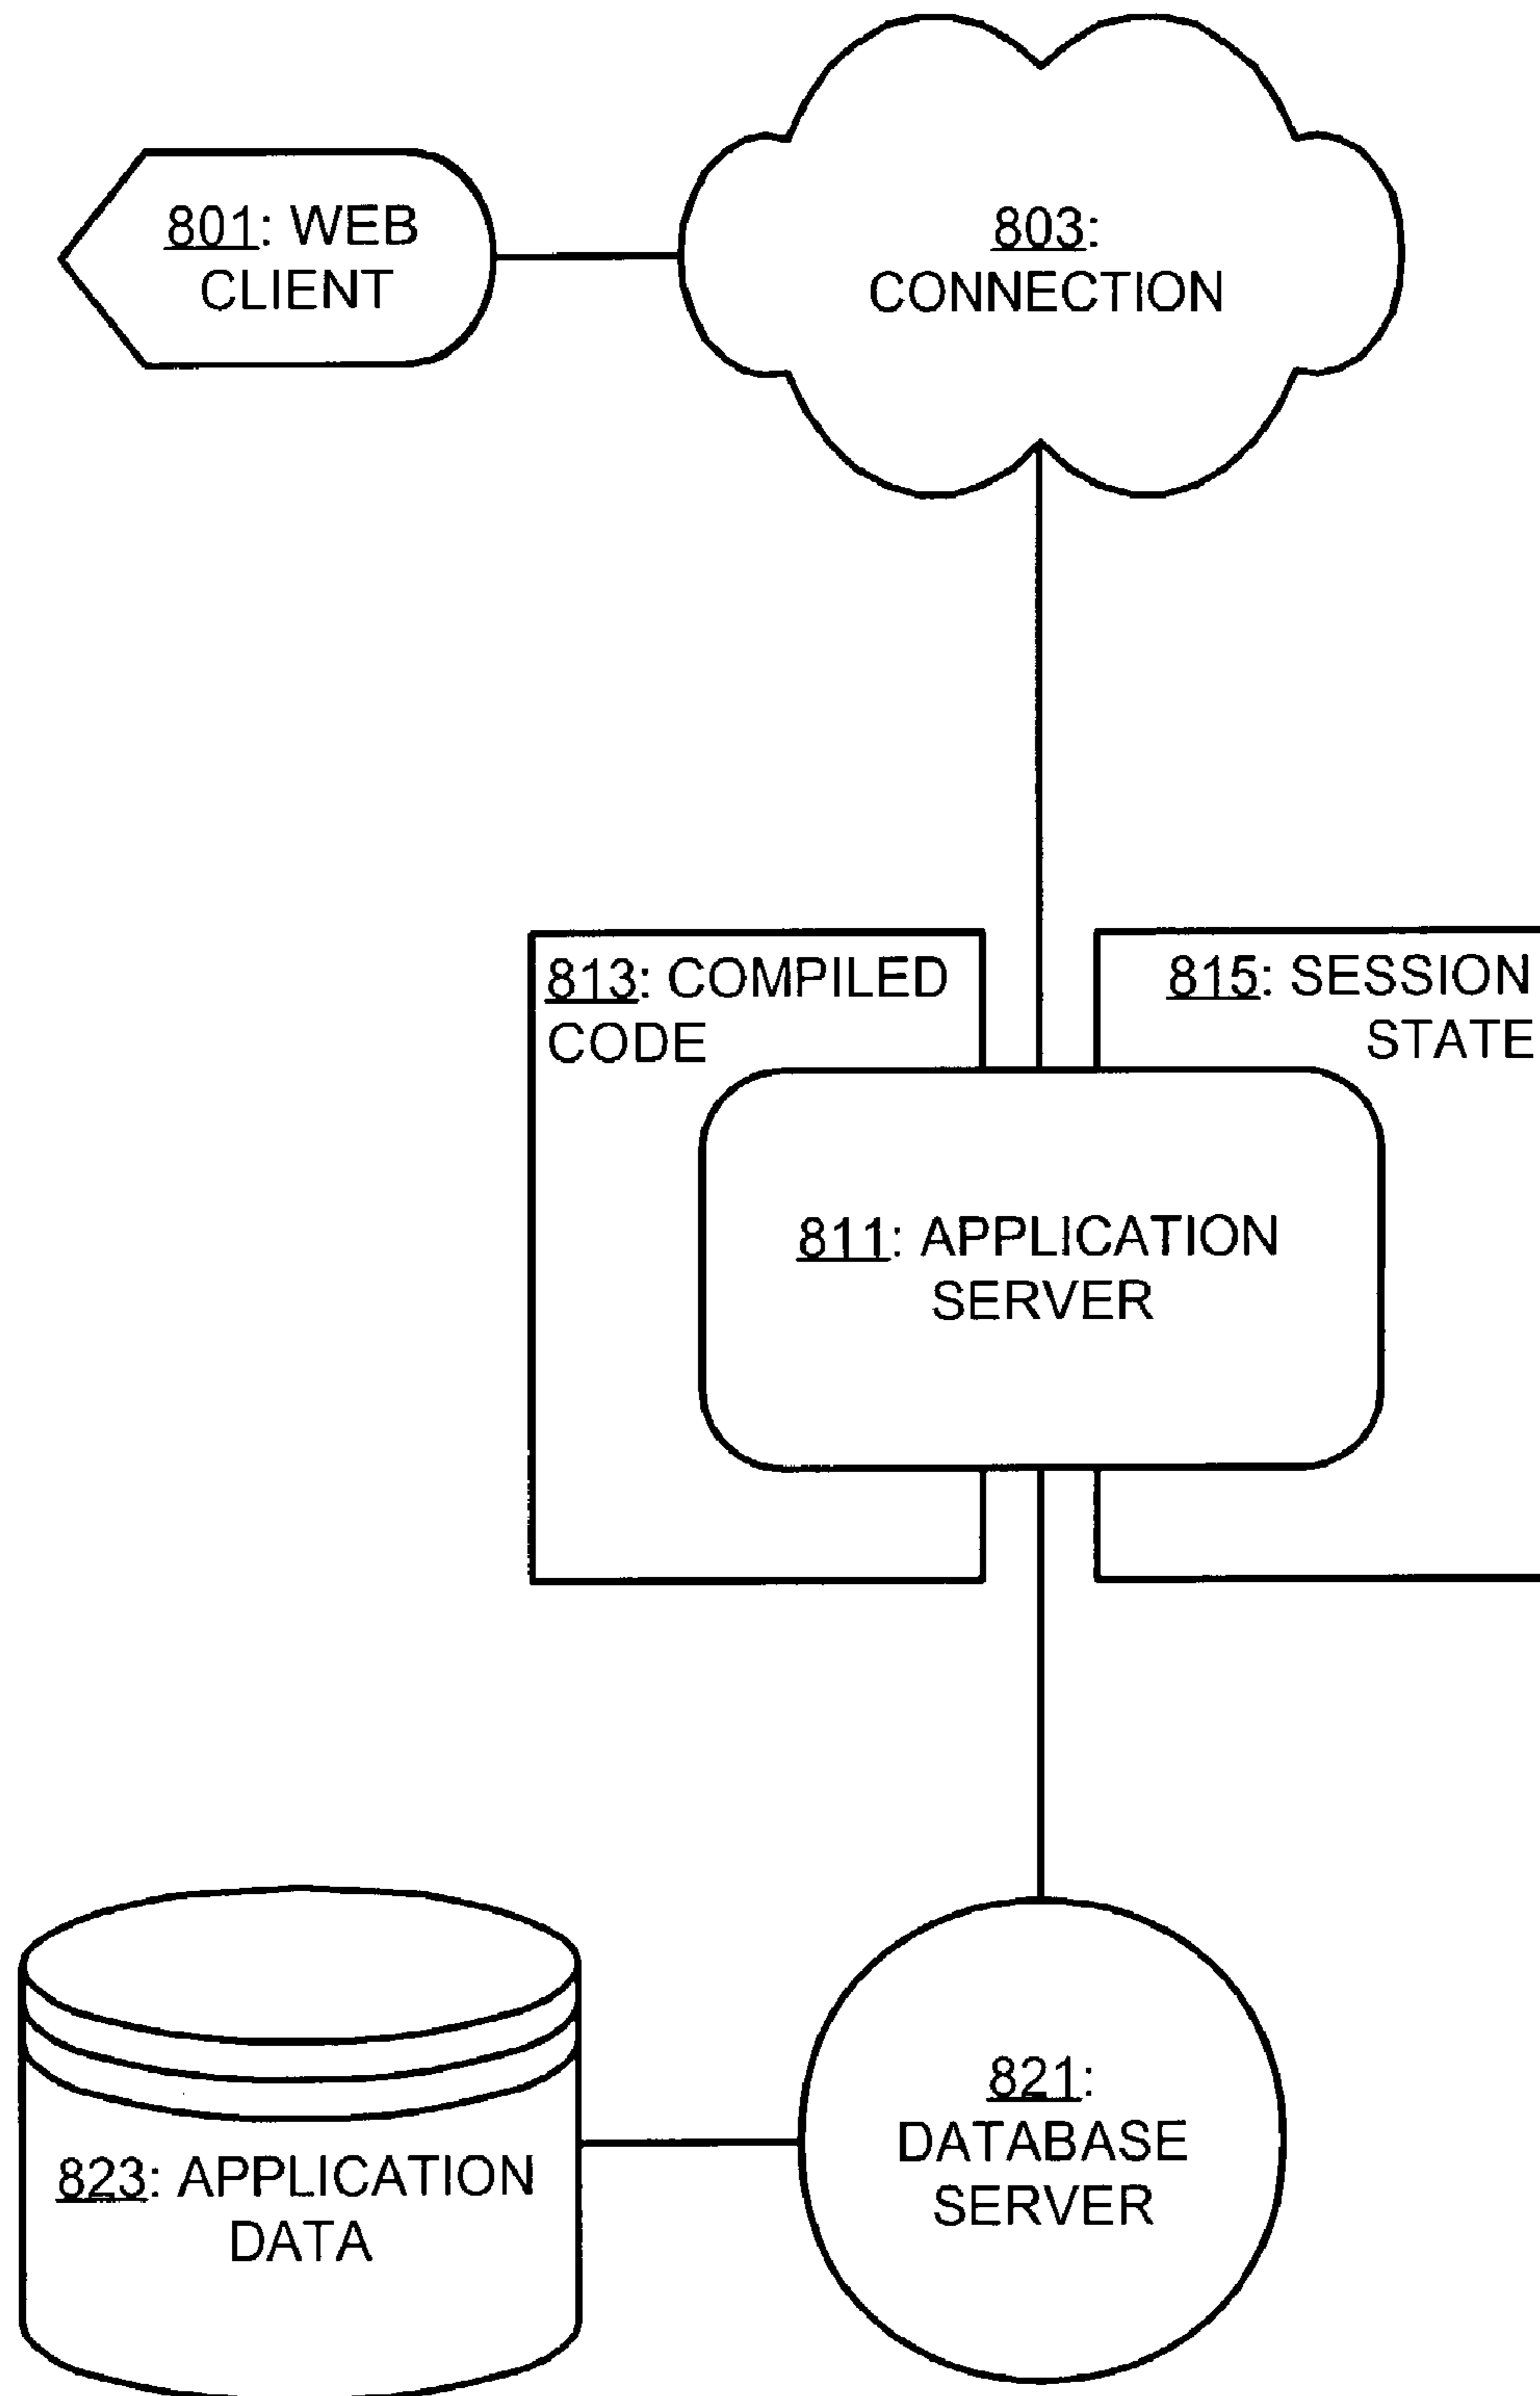 801: WEB
CLIENT
803:
CONNECTION
813: COMPILED
CODE
815: SESSION
STATE
811: APPLICATION
SERVER
821:
DATABASE
SERVER
823: APPLICATION
DATA